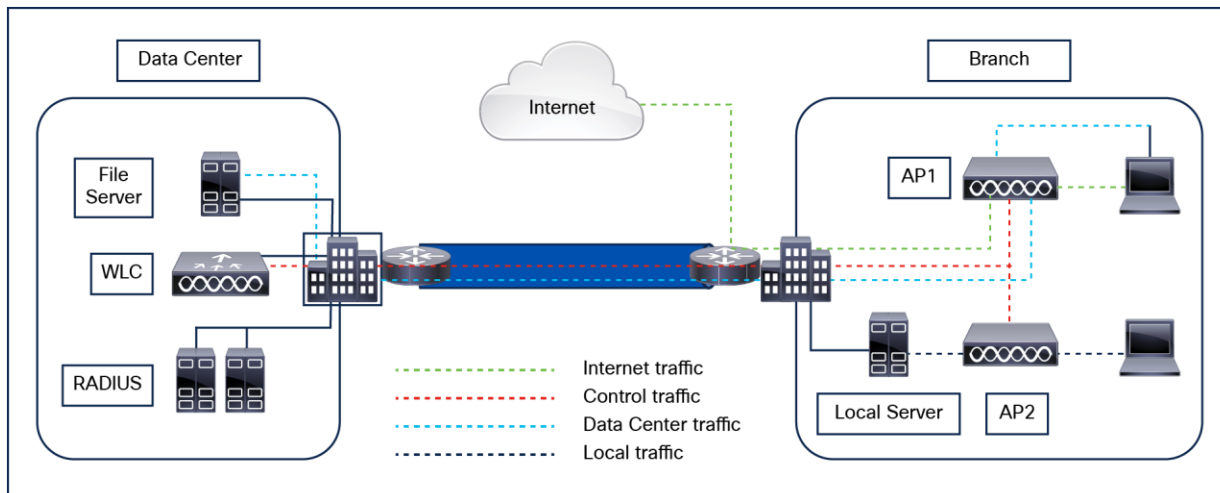 Data Center
Branch
Internet
File
Server
AP1
WLC
RADIUS
Internet traffic
Control traffic
Data Center traffic
Local traffic
Local Server
AP2